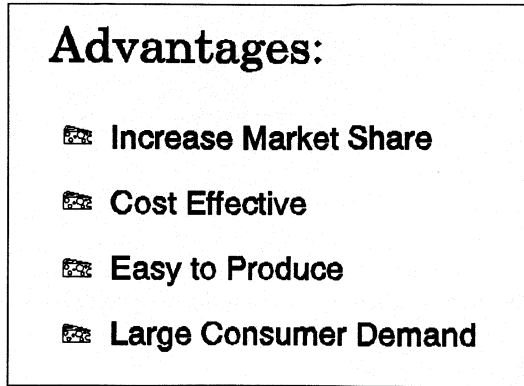 Advantages:
Increase Market Share
Cost Effective
Easy to Produce
Large Consumer Demand